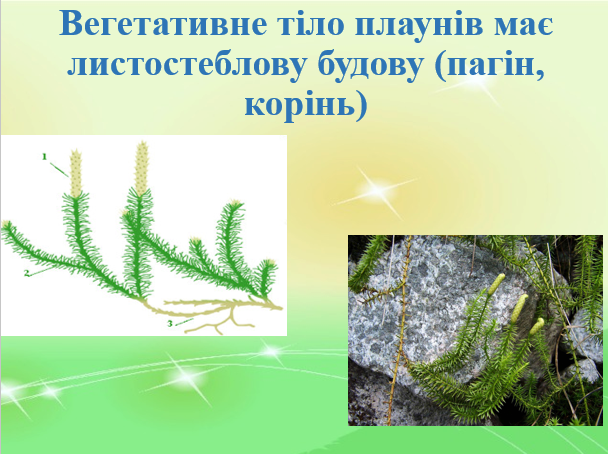 Вегетативне тіло плаунів має
листостеблову будову (пагін,
корінь)
1
2
3